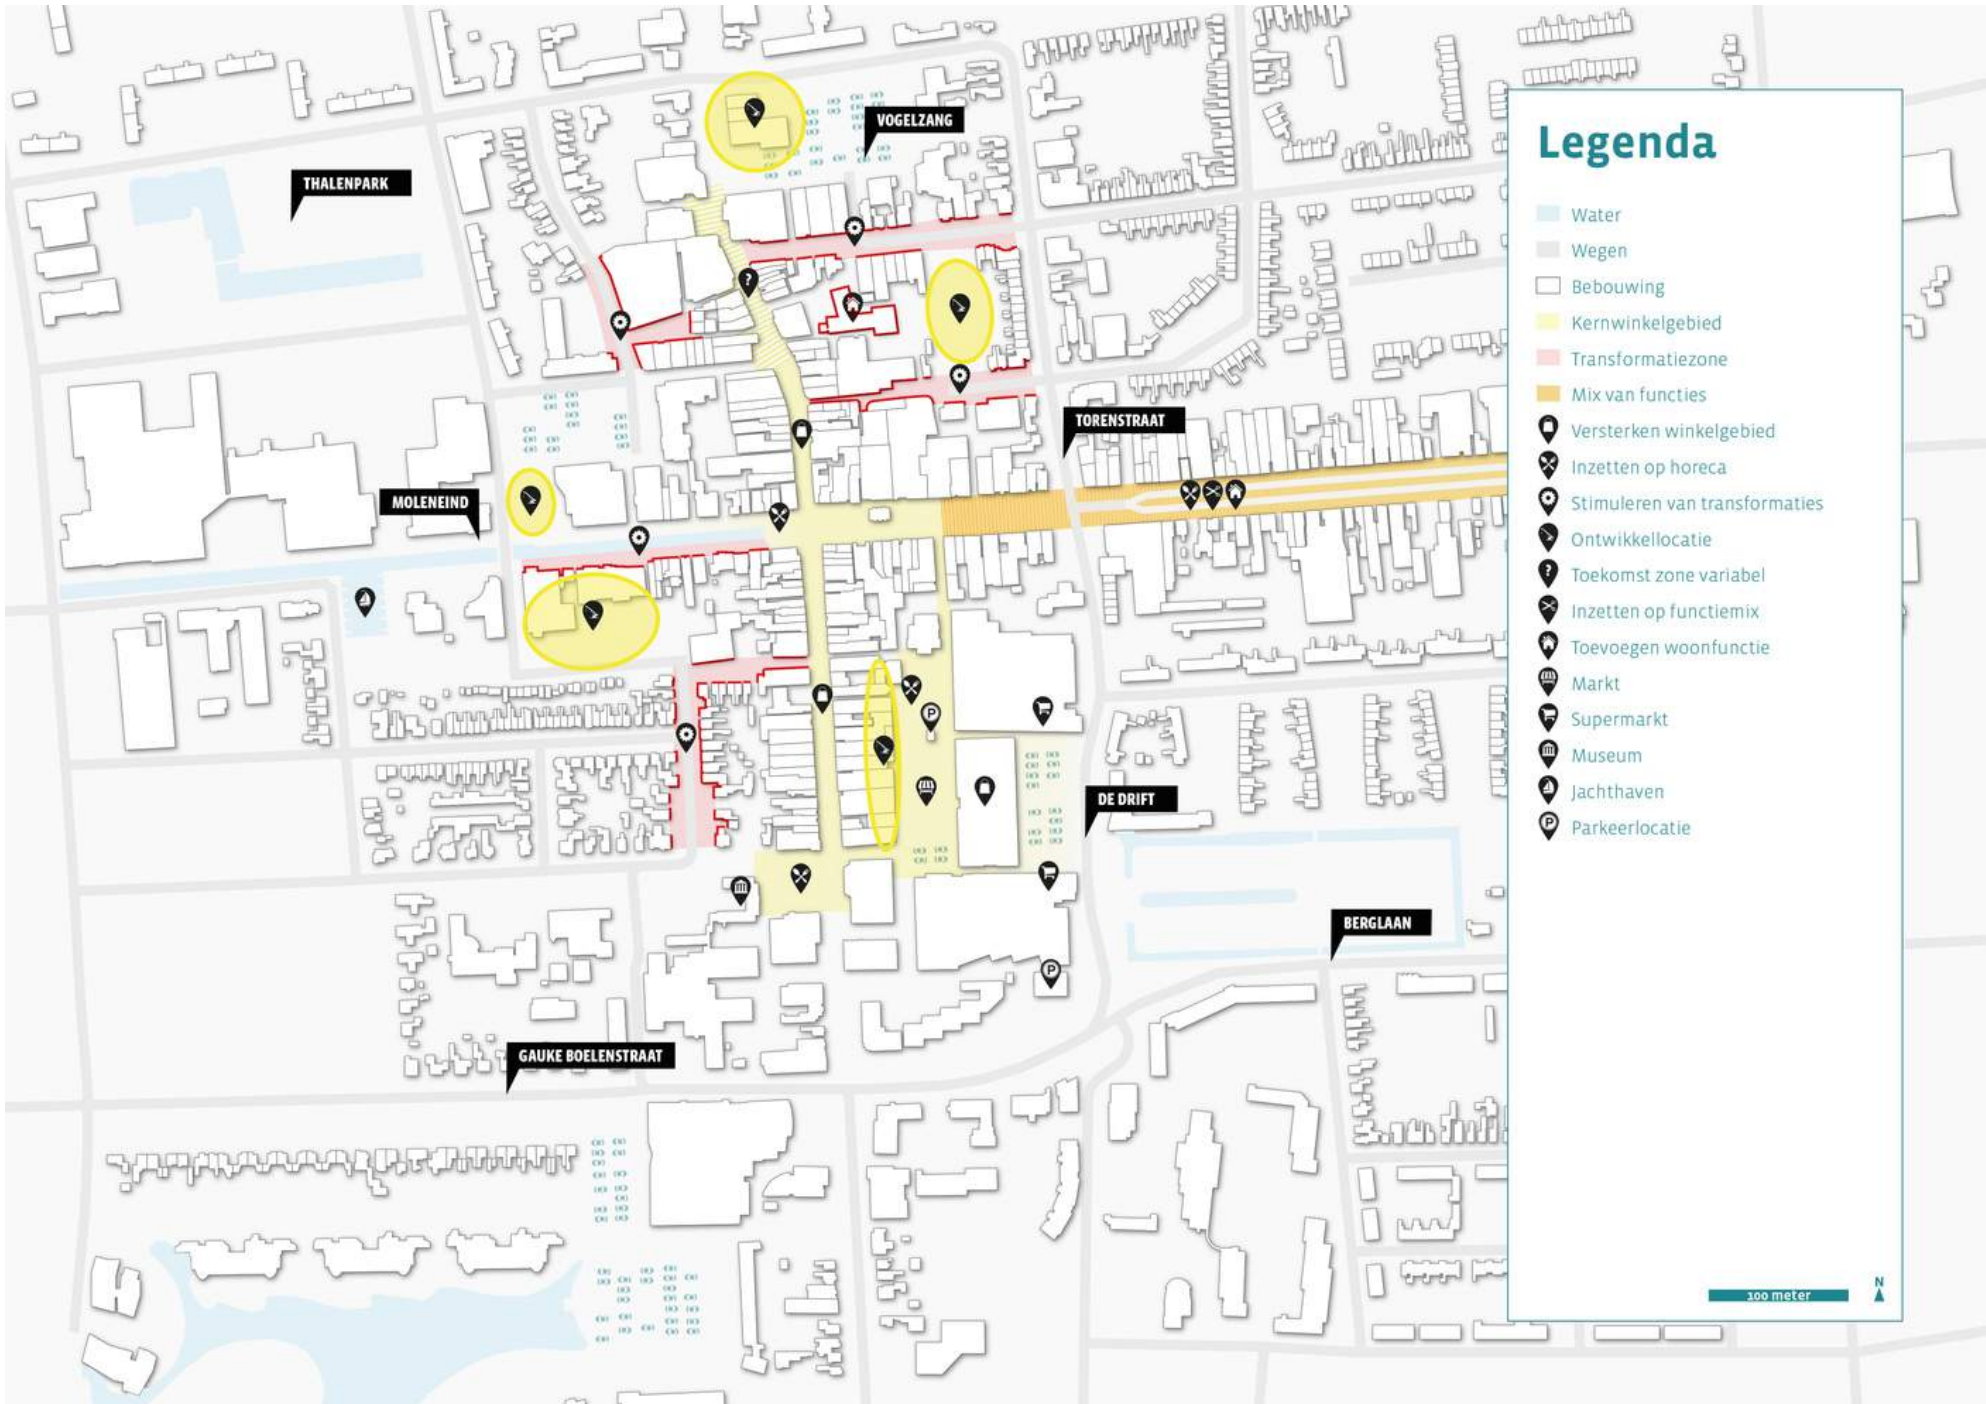 VOGELZANG
THALENPARK
TORENSTRAAT
MOLENEIND
DE DRIFT
BERGLAAN
GAUKE BOELENSTRAAT
?
P
P
Legenda
Water
Wegen
Bebouwing
Kernwinkelgebied
Transformatiezone
Mix van functies
Versterken winkelgebied
Inzetten op horeca
Stimuleren van transformaties
Ontwikkellocatie
? Toekomst zone variabel
Inzetten op functiemix
Toevoegen woonfunctie
Markt
Supermarkt
Museum
Jachthaven
P Parkeerlocatie
100 meter
N